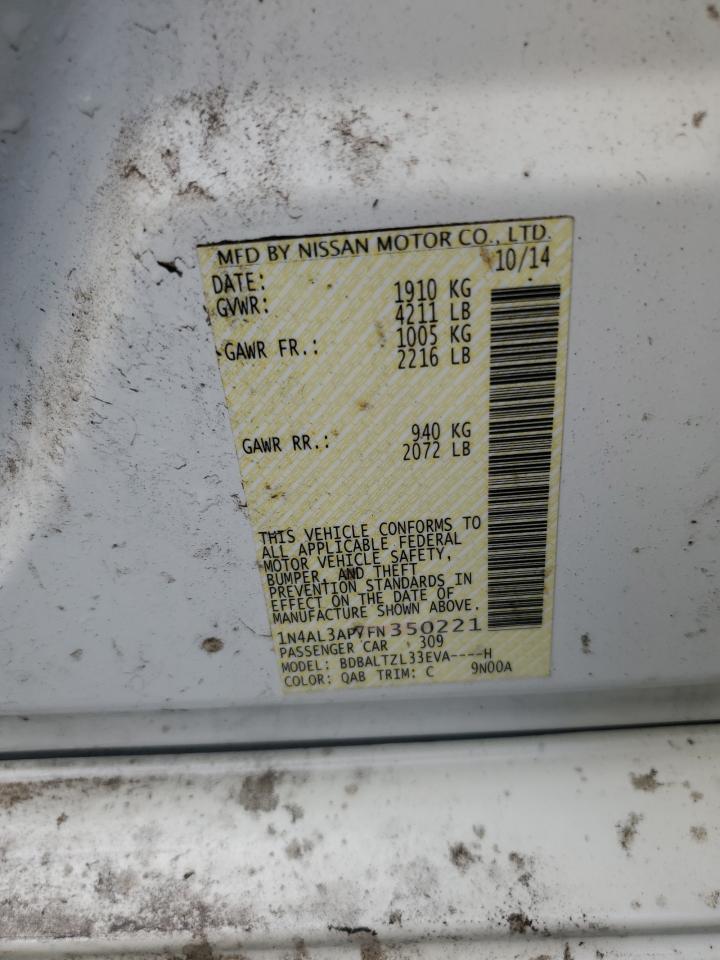 MFD BY NISSAN MOTOR CO., LTD.
DATE: 10/14
GVWR: 1910 KG
4211 LB
GAWR FR.: 1005 KG
2216 LB
GAWR RR.: 940 KG
2072 LB
THIS VEHICLE CONFORMS TO
ALL APPLICABLE FEDERAL
MOTOR VEHICLE SAFETY,
BUMPER, AND THEFT
PREVENTION STANDARDS IN
EFFECT ON THE DATE OF
MANUFACTURE SHOWN ABOVE.
1N4AL3AP7FN350221
PASSENGER CAR 309
MODEL: BDBALTZL33EVA----H
COLOR: QAB TRIM: C 9N00A